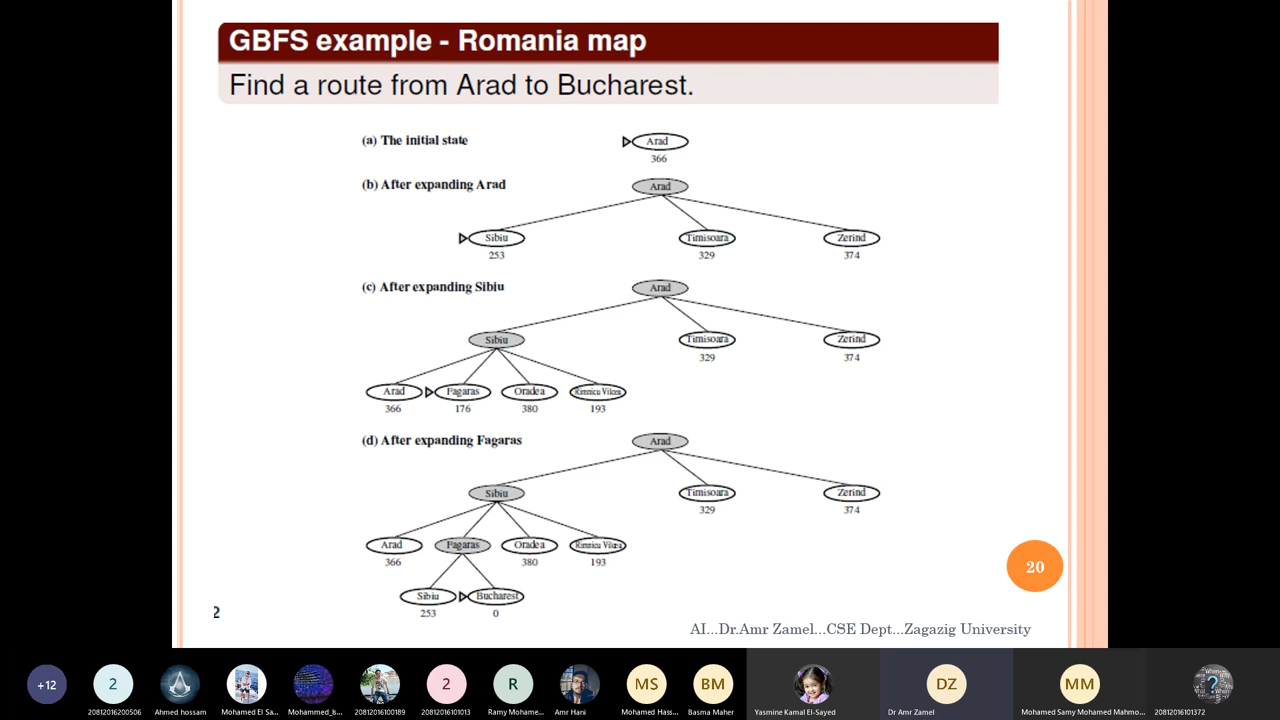 GBFS example - Romania map
Find a route from Arad to Bucharest.
(a) The initial state
Arad
366
(b) After expanding Arad
Arad
Sibiu Timisoara Zerind
253 329 374
(c) After expanding Sibiu
Arad
Sibiu Timisoara Zerind
329 374
Arad Fagaras Oradea Rimnicu Vilcea
366 176 380 193
(d) After expanding Fagaras
Arad
Sibiu Timisoara Zerind
329 374
Arad Fagaras Oradea Rimnicu Vilcea
366 380 193
Sibiu Bucharest
253 0
20
2
AI...Dr.Amr Zamel...CSE Dept...Zagazig University
+12 2 2 R MS BM DZ MM ?
20812016200506 Ahmed hossam Mohamed El Sa... Mohammed_Is... 20812016100189 20812016101013 Ramy Mohame... Amr Hani Mohamed Hass... Basma Maher Yasmine Kamal El-Sayed Dr Amr Zamel Mohamed Samy Mohamed Mahmo... 20812016101372